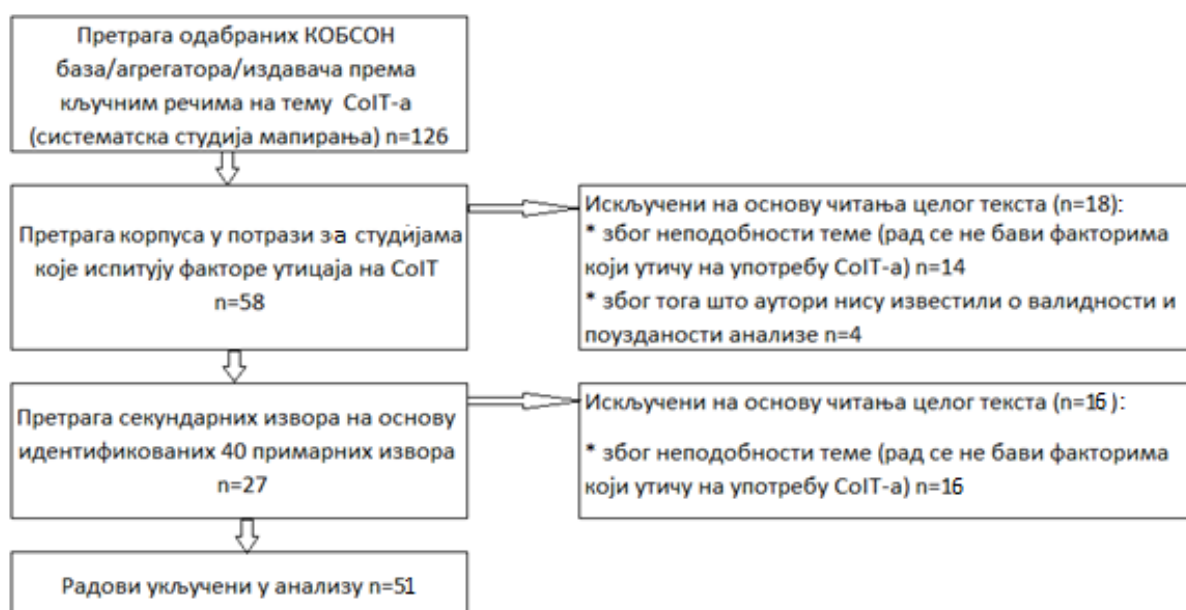 Претрага одабраних КОБСОН
база/агрегатора/издавача према
кључним речима на тему CoIT-а
(систематска студија мапирања) n=126
Претрага корпуса у потрази за студијама
које испитују факторе утицаја на CoIT
n=58
Искључени на основу читања целог текста (n=18):
* због неподобности теме (рад се не бави факторима
који утичу на употребу CoIT-а) n=14
* због тога што аутори нису известили о валидности и
поузданости анализе n=4
Претрага секундарних извора на основу
идентификованих 40 примарних извора
n=27
Искључени на основу читања целог текста (n=16 ):
* због неподобности теме (рад се не бави факторима
који утичу на употребу CoIT-а) n=16
Радови укључени у анализу n=51